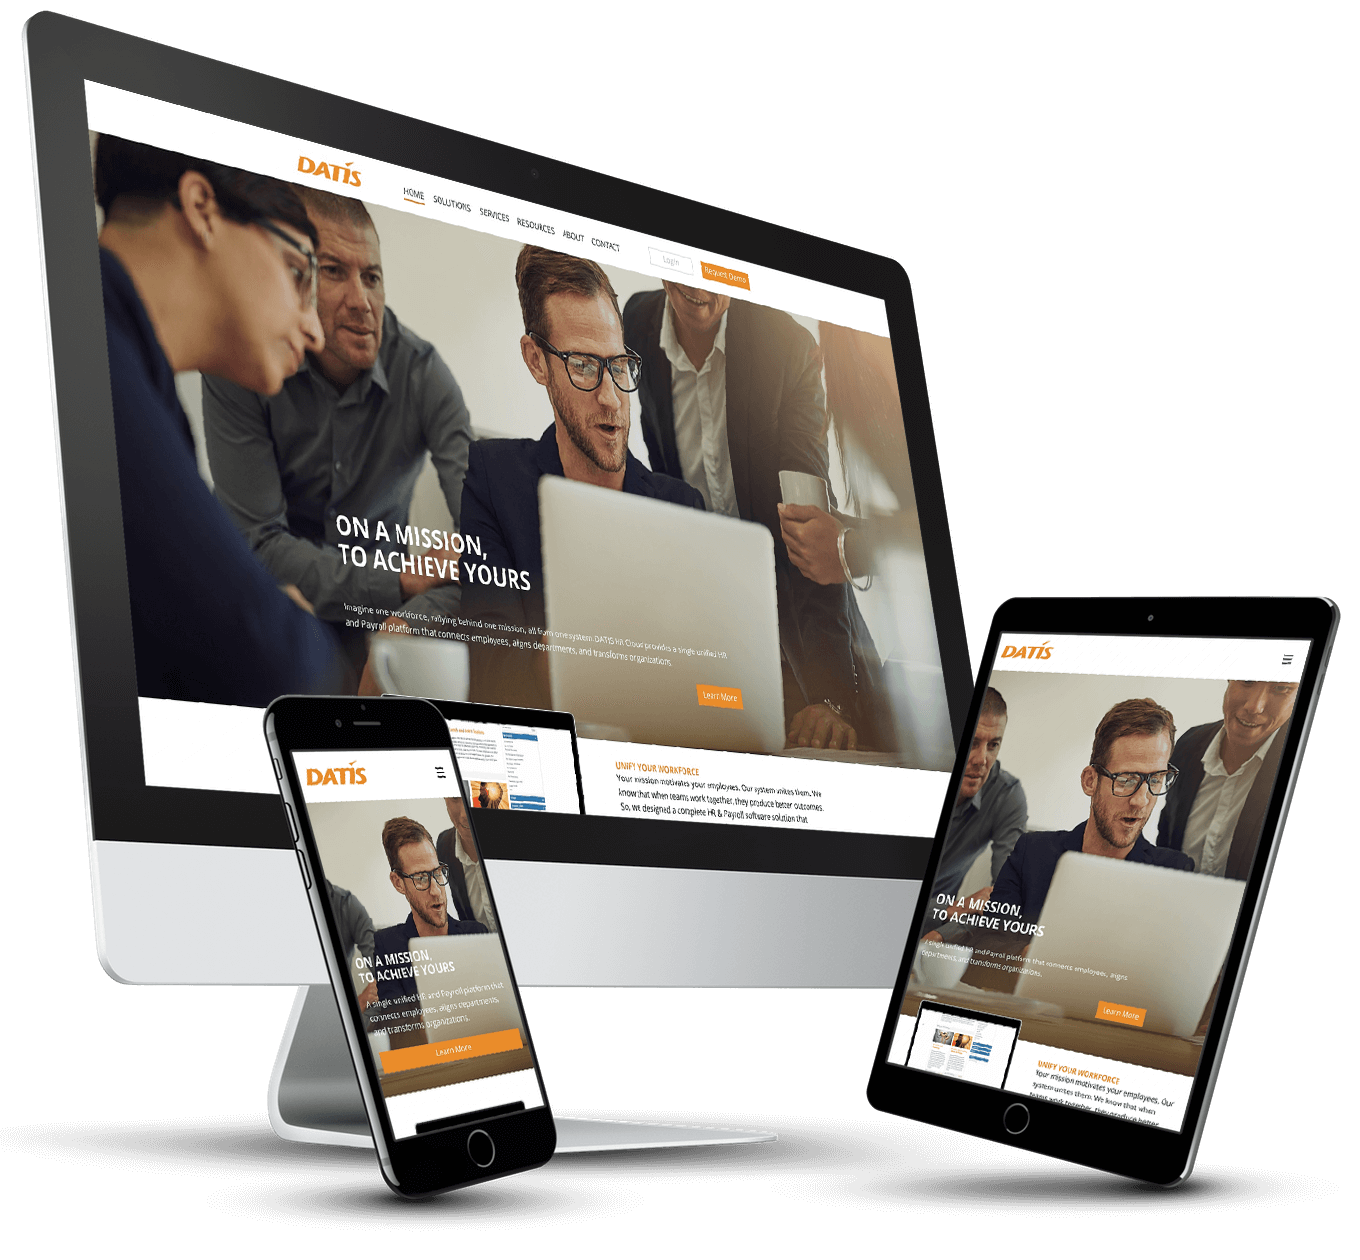 DATIS
HOME SOLUTIONS SERVICES RESOURCES ABOUT CONTACT
Login
Request Demo
ON A MISSION,
TO ACHIEVE YOURS
Imagine one workforce, rallying behind one mission, all from one system. DATIS HR Cloud provides a single unified HR
and Payroll platform that connects employees, aligns departments, and transforms organizations.
Learn More
UNIFY YOUR WORKFORCE
Your mission motivates your employees. Our system unites them. We
know that when teams work together, they produce better outcomes.
So, we designed a complete HR & Payroll software solution that
DATIS
ON A MISSION,
TO ACHIEVE YOURS
A single unified HR and Payroll platform that
connects employees, aligns departments,
and transforms organizations.
Learn More
DATIS
ON A MISSION,
TO ACHIEVE YOURS
A single unified HR and Payroll platform that connects employees, aligns
departments, and transforms organizations.
Learn More
UNIFY YOUR WORKFORCE
Your mission motivates your employees. Our
system unites them. We know that when
teams work together, they produce better